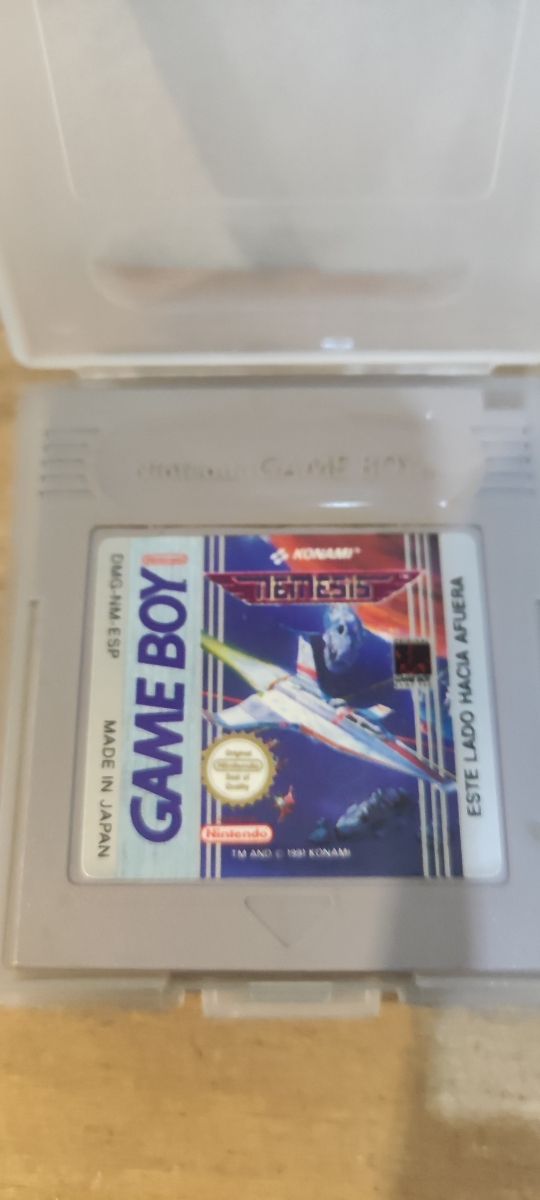 Nintendo GAME BOY
KONAMI
NEMESIS
GAME BOY
Nintendo
DMG-NM-ESP
MADE IN JAPAN
Original
Nintendo
Seal of
Quality
Nintendo
TM AND © 1991 KONAMI
ESTE LADO HACIA AFUERA